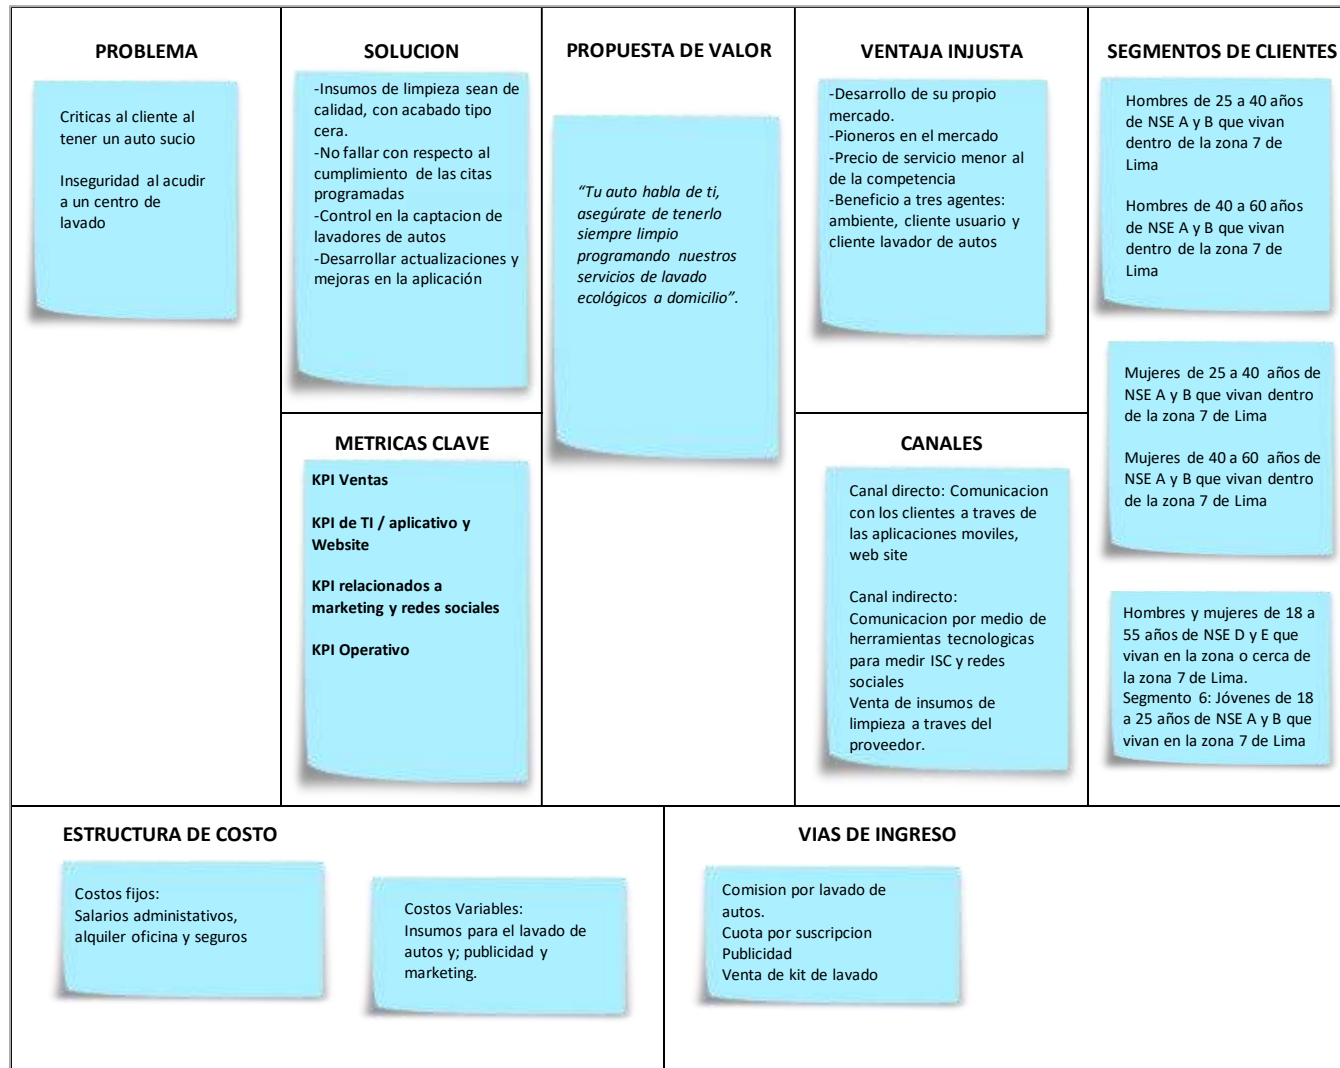 PROBLEMA
Criticas al cliente al
tener un auto sucio
Inseguridad al acudir
a un centro de
lavado
SOLUCION
-Insumos de limpieza sean de
calidad, con acabado tipo
cera.
-No fallar con respecto al
cumplimiento de las citas
programadas
-Control en la captacion de
lavadores de autos
-Desarrollar actualizaciones y
mejoras en la aplicación
METRICAS CLAVE
KPI Ventas
KPI de TI / aplicativo y
Website
KPI relacionados a
marketing y redes sociales
KPI Operativo
PROPUESTA DE VALOR
“Tu auto habla de ti,
asegúrate de tenerlo
siempre limpio
programando nuestros
servicios de lavado
ecológicos a domicilio”.
VENTAJA INJUSTA
-Desarrollo de su propio
mercado.
-Pioneros en el mercado
-Precio de servicio menor al
de la competencia
-Beneficio a tres agentes:
ambiente, cliente usuario y
cliente lavador de autos
CANALES
Canal directo: Comunicacion
con los clientes a traves de
las aplicaciones moviles,
web site
Canal indirecto:
Comunicacion por medio de
herramientas tecnologicas
para medir ISC y redes
sociales
Venta de insumos de
limpieza a traves del
proveedor.
SEGMENTOS DE CLIENTES
Hombres de 25 a 40 años
de NSE A y B que vivan
dentro de la zona 7 de
Lima
Hombres de 40 a 60 años
de NSE A y B que vivan
dentro de la zona 7 de
Lima
Mujeres de 25 a 40 años de
NSE A y B que vivan dentro
de la zona 7 de Lima
Mujeres de 40 a 60 años de
NSE A y B que vivan dentro
de la zona 7 de Lima
Hombres y mujeres de 18 a
55 años de NSE D y E que
vivan en la zona o cerca de
la zona 7 de Lima.
Segmento 6: Jóvenes de 18
a 25 años de NSE A y B que
vivan en la zona 7 de Lima
ESTRUCTURA DE COSTO
Costos fijos:
Salarios administativos,
alquiler oficina y seguros
Costos Variables:
Insumos para el lavado de
autos y; publicidad y
marketing.
VIAS DE INGRESO
Comision por lavado de
autos.
Cuota por suscripcion
Publicidad
Venta de kit de lavado